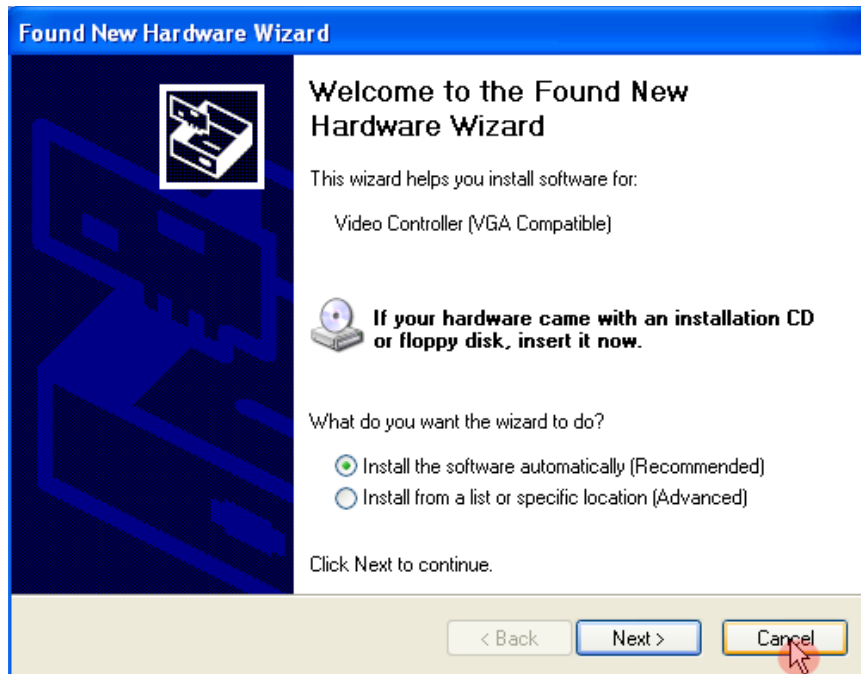 Found New Hardware Wizard
Welcome to the Found New
Hardware Wizard
This wizard helps you install software for:
Video Controller (VGA Compatible)
If your hardware came with an installation CD
or floppy disk, insert it now.
What do you want the wizard to do?
Install the software automatically (Recommended)
Install from a list or specific location (Advanced)
Click Next to continue.
< Back Next > Cancel